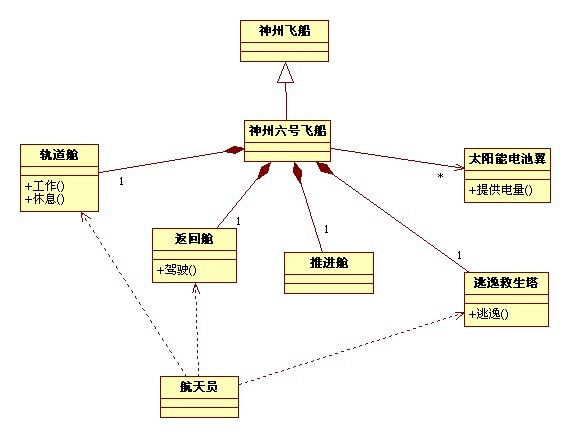 神州飞船
神州六号飞船
轨道舱
+工作()
+休息()
1
太阳能电池翼
+提供电量()
*
返回舱
+驾驶()
1
推进舱
1
逃逸救生塔
+逃逸()
1
航天员